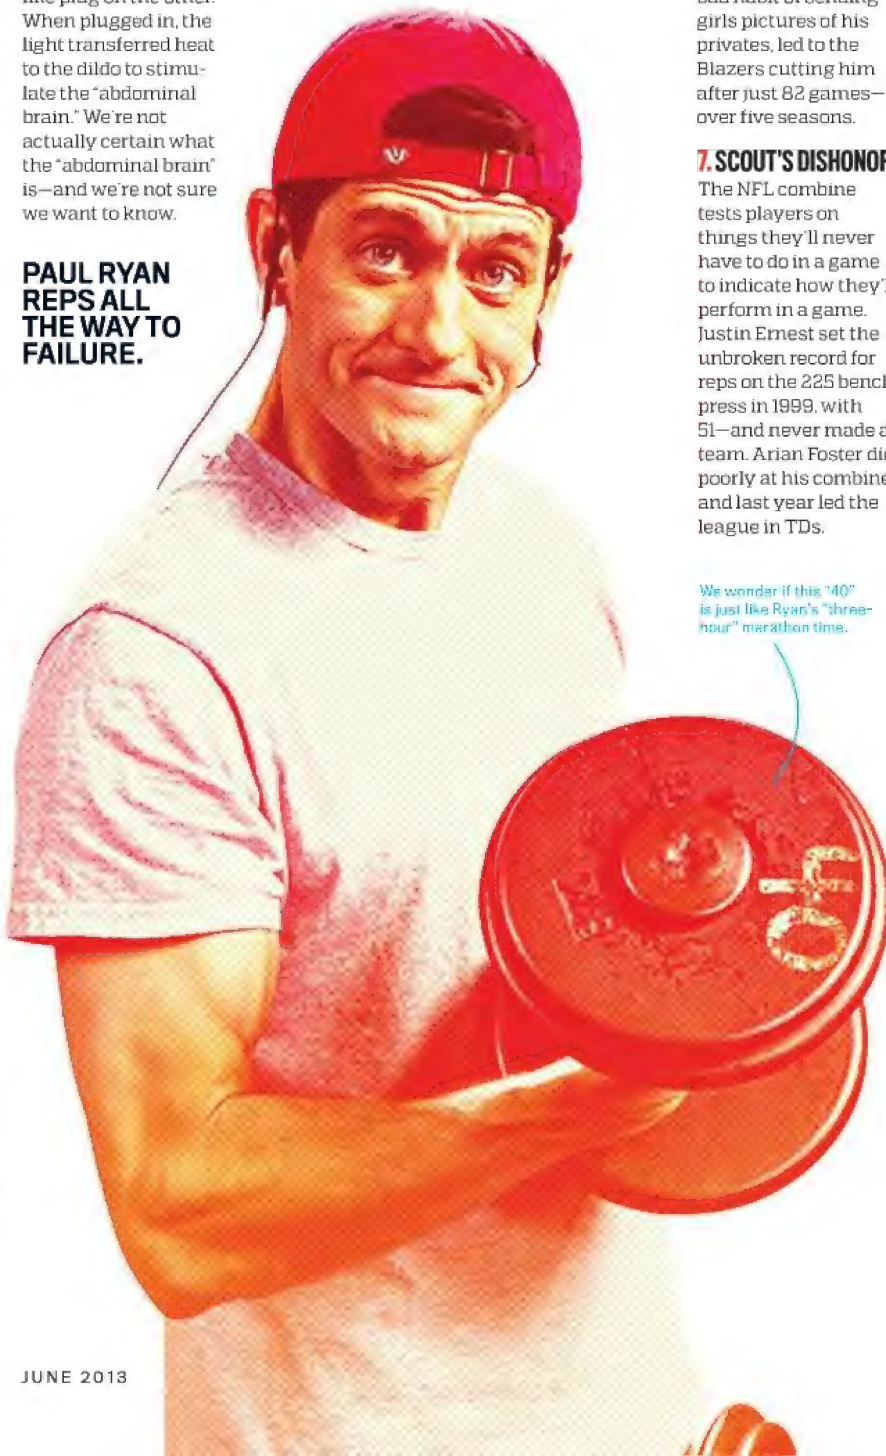 When plugged in, the
light transferred heat
to the dildo to stimu-
late the "abdominal
brain." We're not
actually certain what
the "abdominal brain"
is—and we're not sure
we want to know.
PAUL RYAN
REPS ALL
THE WAY TO
FAILURE.
girls pictures of his
privates, led to the
Blazers cutting him
after just 82 games—
over five seasons.
7. SCOUT'S DISHONOR
The NFL combine
tests players on
things they'll never
have to do in a game
to indicate how they'l
perform in a game.
Justin Ernest set the
unbroken record for
reps on the 225 bench
press in 1999, with
51—and never made a
team. Arian Foster did
poorly at his combine
and last year led the
league in TDs.
We wonder if this "40"
is just like Ryan's "three-
hour" marathon time.
40
JUNE 2013